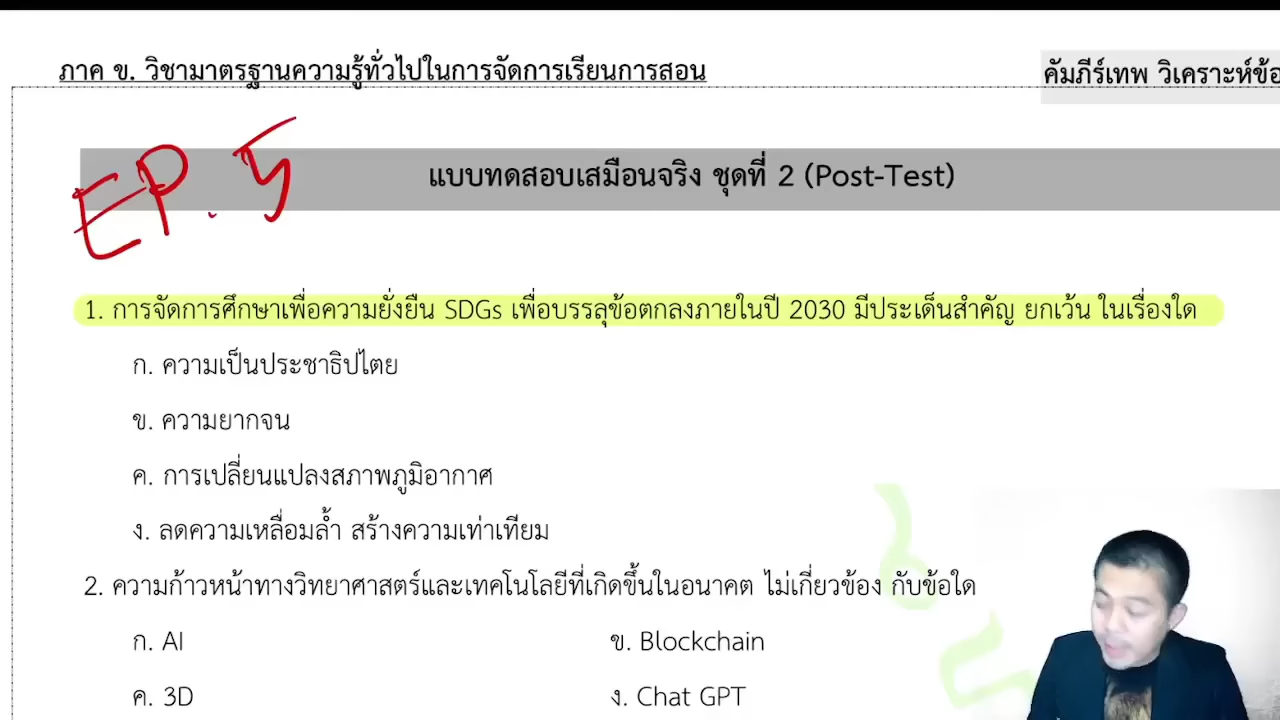 ภาค ข. วิชามาตรฐานความรู้ทั่วไปในการจัดการเรียนการสอน
คัมภีร์เทพ วิเคราะห์ข้อ
EP. 5
แบบทดสอบเสมือนจริง ชุดที่ 2 (Post-Test)
1. การจัดการศึกษาเพื่อความยั่งยืน SDGs เพื่อบรรลุข้อตกลงภายในปี 2030 มีประเด็นสำคัญ ยกเว้น ในเรื่องใด
ก. ความเป็นประชาธิปไตย
ข. ความยากจน
ค. การเปลี่ยนแปลงสภาพภูมิอากาศ
ง. ลดความเหลื่อมล้ำ สร้างความเท่าเทียม
2. ความก้าวหน้าทางวิทยาศาสตร์และเทคโนโลยีที่เกิดขึ้นในอนาคต ไม่เกี่ยวข้อง กับข้อใด
ก. AI
ข. Blockchain
ค. 3D
ง. Chat GPT